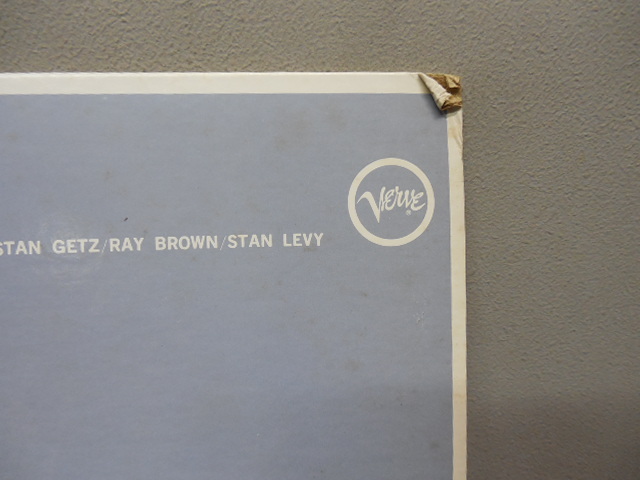 VERVE
STAN GETZ/RAY BROWN/STAN LEVY